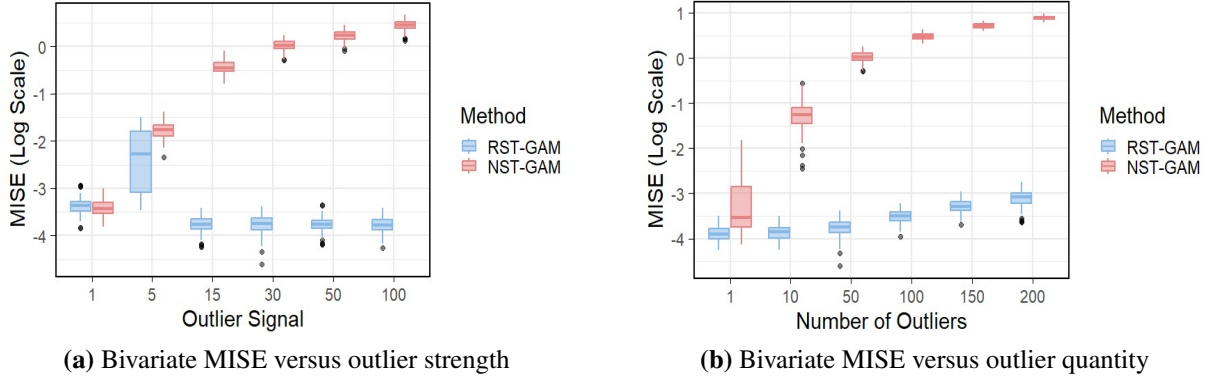 MISE (Log Scale)
0
-1
-2
-3
-4
1 5 15 30 50 100
Outlier Signal
Method
RST-GAM
NST-GAM
(a) Bivariate MISE versus outlier strength
MISE (Log Scale)
1
0
-1
-2
-3
-4
1 10 50 100 150 200
Number of Outliers
Method
RST-GAM
NST-GAM
(b) Bivariate MISE versus outlier quantity